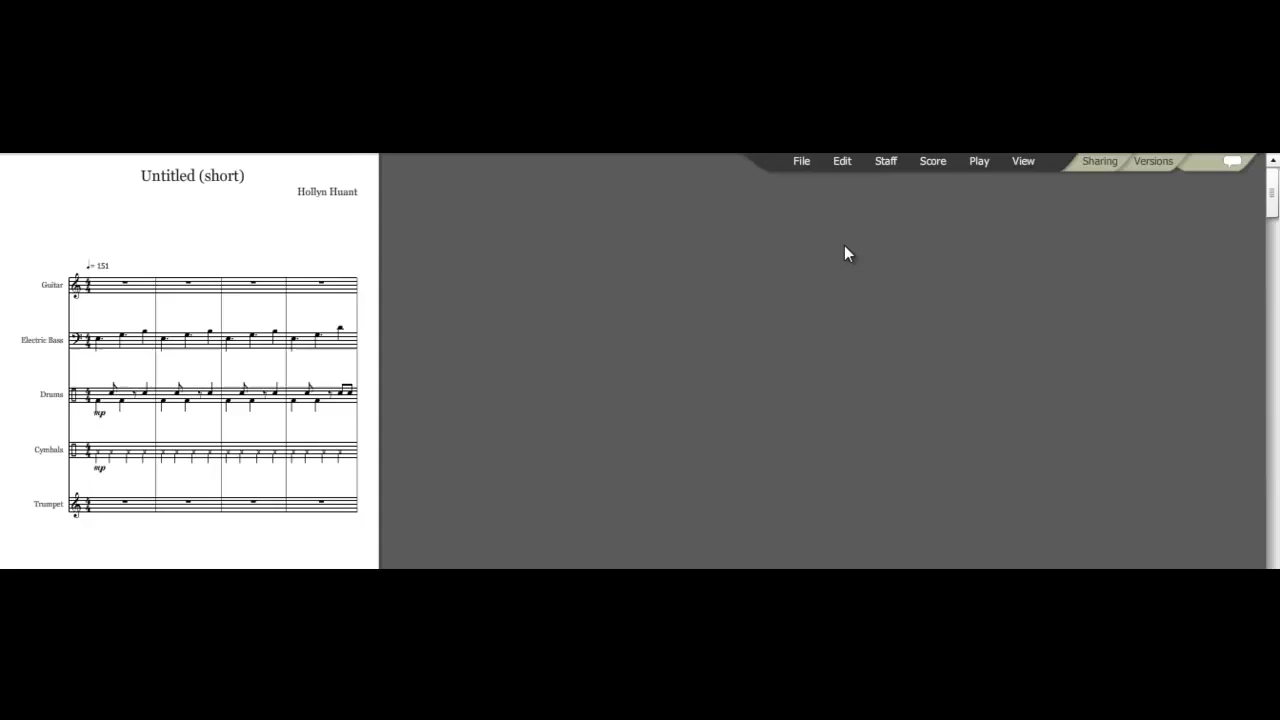 File Edit Staff Score Play View Sharing Versions
Untitled (short)
Hollyn Huant
= 151
Guitar
Electric Bass
Drums
mp
Cymbals
mp
Trumpet